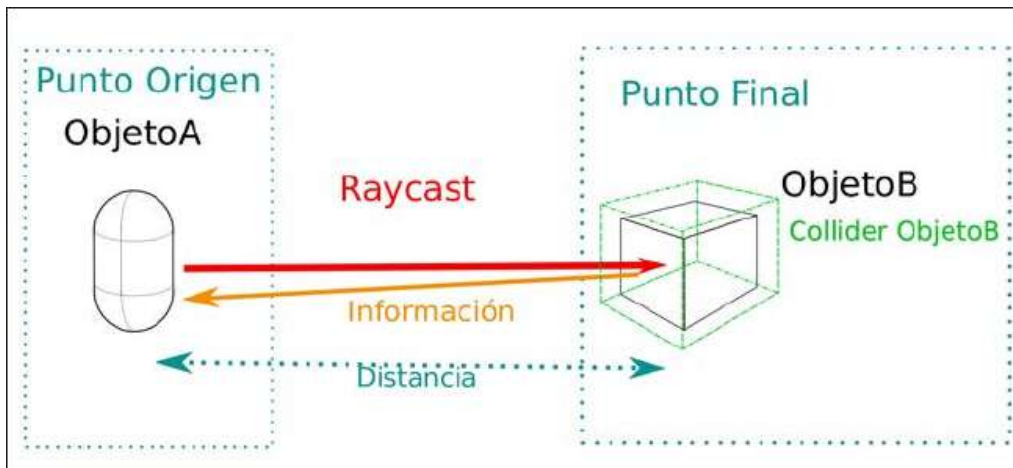 Punto Origen
ObjetoA
Raycast
Información
Distancia
Punto Final
ObjetoB
Collider ObjetoB